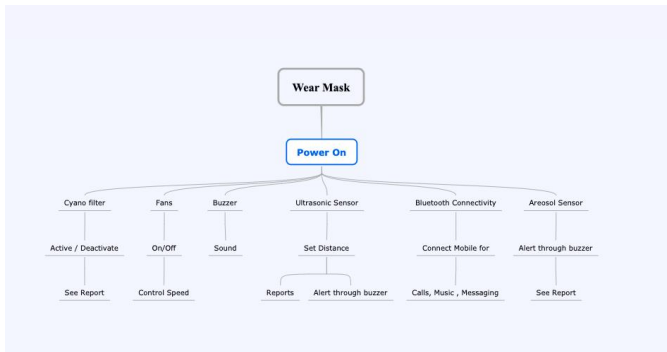 Wear Mask
Power On
Cyano filter
Fans
Buzzer
Ultrasonic Sensor
Bluetooth Connectivity
Areosol Sensor
Active / Deactivate
On/Off
Sound
Set Distance
Connect Mobile for
Alert through buzzer
See Report
Control Speed
Reports
Alert through buzzer
Calls, Music , Messaging
See Report